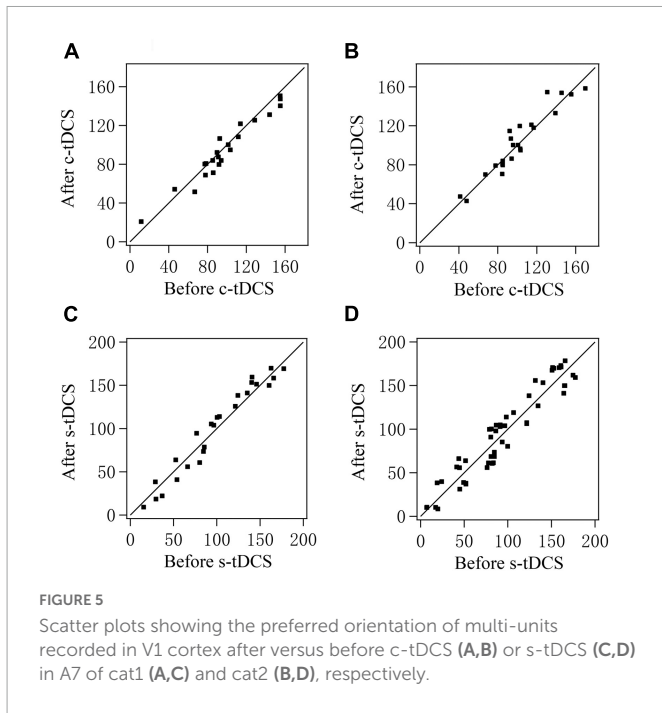 A
After c-tDCS
160
120
80
40
0
0 40 80 120 160
Before c-tDCS
B
After c-tDCS
160
120
80
40
0
0 40 80 120 160
Before c-tDCS
C
After s-tDCS
200
150
100
50
0
0 50 100 150 200
Before s-tDCS
D
After s-tDCS
200
150
100
50
0
0 50 100 150 200
Before s-tDCS
FIGURE 5
Scatter plots showing the preferred orientation of multi-units
recorded in V1 cortex after versus before c-tDCS (A,B) or s-tDCS (C,D)
in A7 of cat1 (A,C) and cat2 (B,D), respectively.